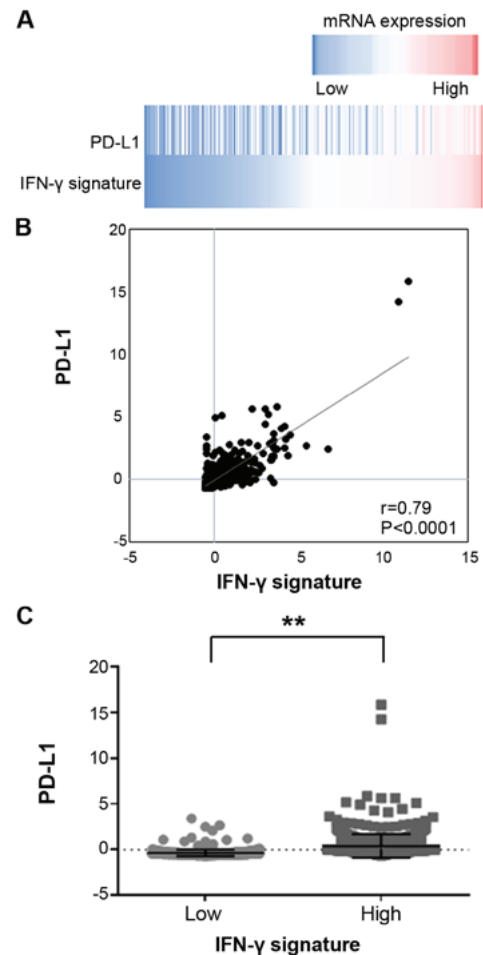 A
mRNA expression
Low High
PD-L1
IFN-γ signature
B
20
15
10
5
0
-5
PD-L1
r=0.79
P<0.0001
0 5 10 15
IFN-γ signature
C
**
20
15
10
5
0
-5
PD-L1
Low High
IFN-γ signature